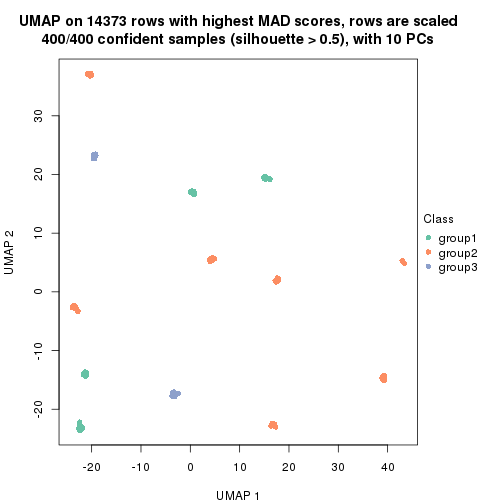 UMAP on 14373 rows with highest MAD scores, rows are scaled
400/400 confident samples (silhouette > 0.5), with 10 PCs
30
20
10
0
-10
-20
UMAP 2
-20
-10
0
10
20
30
40
UMAP 1
Class
group1
group2
group3